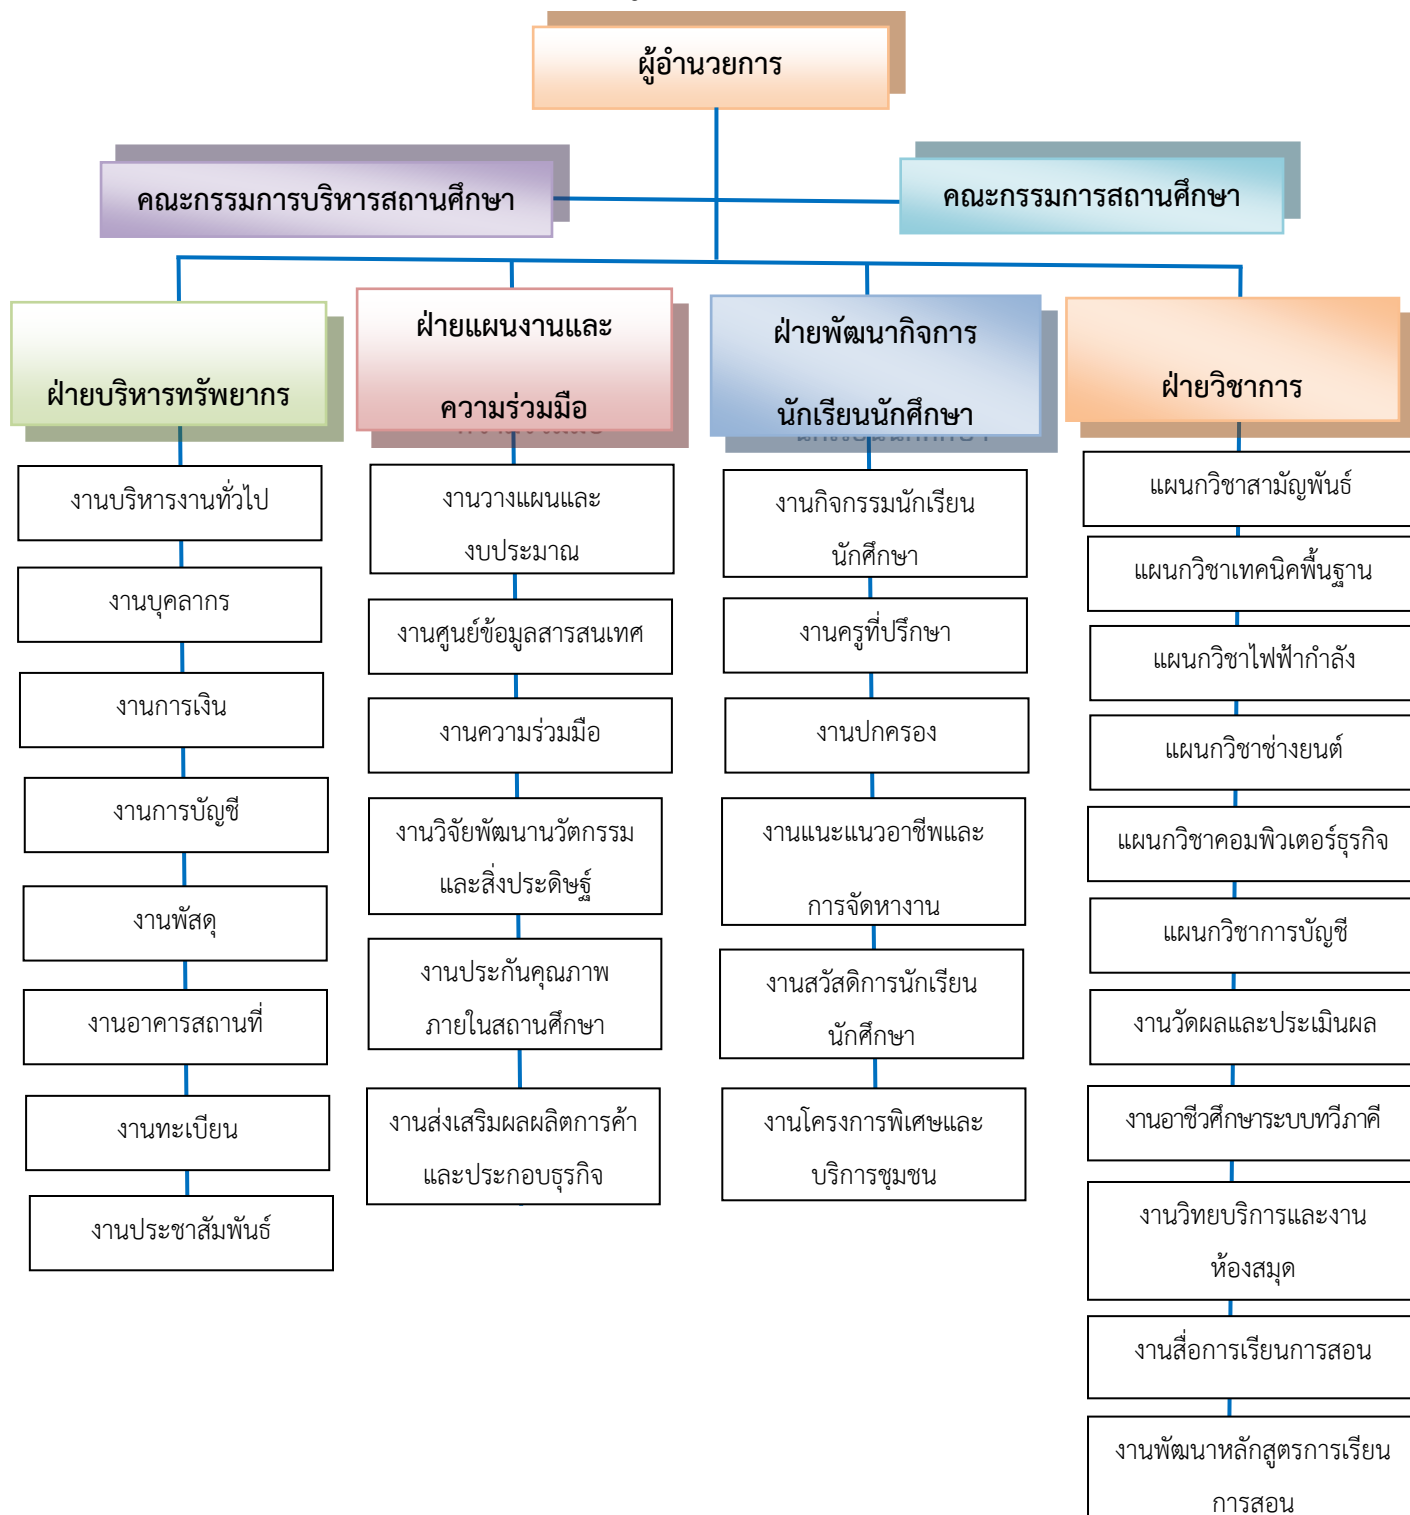 ผู้อำนวยการ
คณะกรรมการบริหารสถานศึกษา
คณะกรรมการสถานศึกษา
ฝ่ายบริหารทรัพยากร
งานบริหารงานทั่วไป
งานบุคลากร
งานการเงิน
งานการบัญชี
งานพัสดุ
งานอาคารสถานที่
งานทะเบียน
งานประชาสัมพันธ์
ฝ่ายแผนงานและ
ความร่วมมือ
งานวางแผนและ
งบประมาณ
งานศูนย์ข้อมูลสารสนเทศ
งานความร่วมมือ
งานวิจัยพัฒนานวัตกรรม
และสิ่งประดิษฐ์
งานประกันคุณภาพ
ภายในสถานศึกษา
งานส่งเสริมผลผลิตการค้า
และประกอบธุรกิจ
ฝ่ายพัฒนากิจการ
นักเรียนนักศึกษา
งานกิจกรรมนักเรียน
นักศึกษา
งานครูที่ปรึกษา
งานปกครอง
งานแนะแนวอาชีพและ
การจัดหางาน
งานสวัสดิการนักเรียน
นักศึกษา
งานโครงการพิเศษและ
บริการชุมชน
ฝ่ายวิชาการ
แผนกวิชาสามัญพันธ์
แผนกวิชาเทคนิคพื้นฐาน
แผนกวิชาไฟฟ้ากำลัง
แผนกวิชาช่างยนต์
แผนกวิชาคอมพิวเตอร์ธุรกิจ
แผนกวิชาการบัญชี
งานวัดผลและประเมินผล
งานอาชีวศึกษาระบบทวีภาคี
งานวิทยบริการและงาน
ห้องสมุด
งานสื่อการเรียนการสอน
งานพัฒนาหลักสูตรการเรียน
การสอน